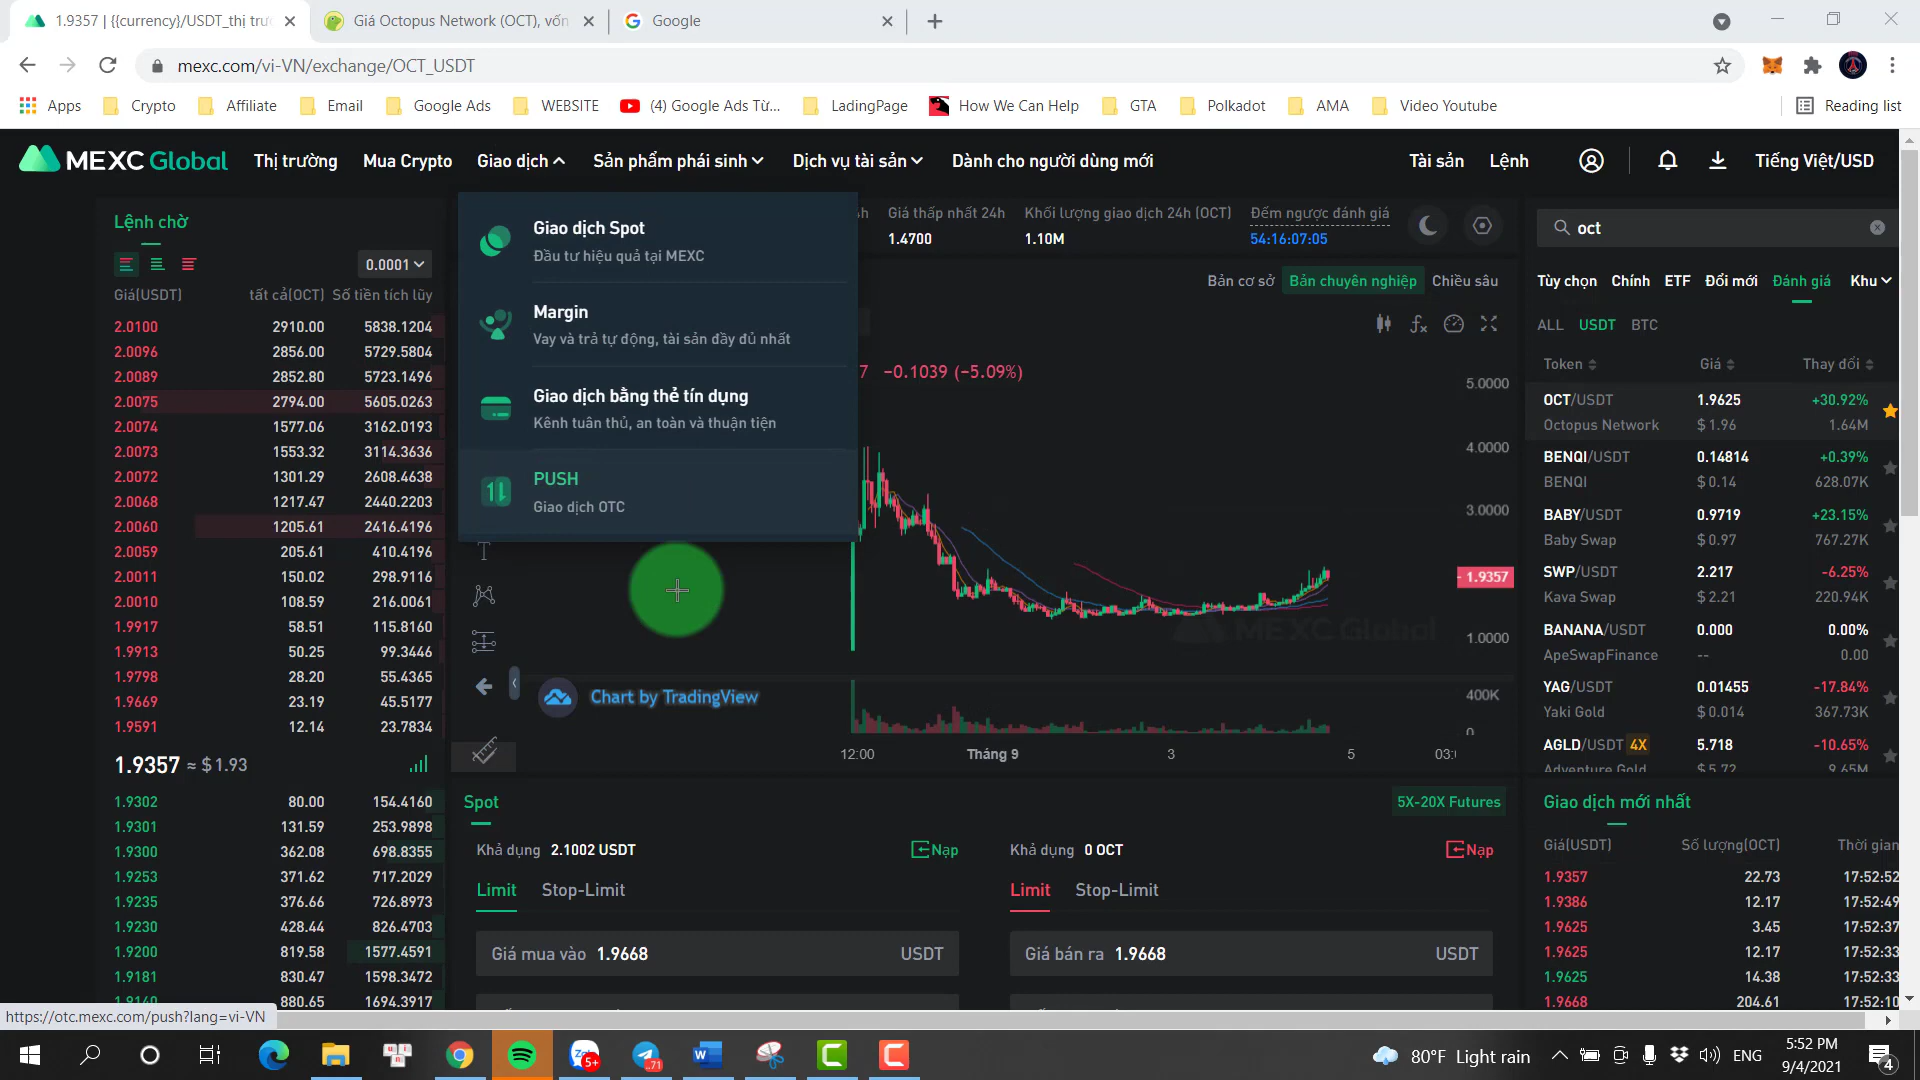 1.9357 | {{currency}}/USDT_thị trư
Giá Octopus Network (OCT), vốn
Google
mexc.com/vi-VN/exchange/OCT_USDT
Apps
Crypto
Affiliate
Email
Google Ads
WEBSITE
(4) Google Ads Từ...
LadingPage
How We Can Help
GTA
Polkadot
AMA
Video Youtube
Reading list
MEXC Global
Thị trường
Mua Crypto
Giao dịch
Sản phẩm phái sinh
Dịch vụ tài sản
Dành cho người dùng mới
Tài sản
Lệnh
Tiếng Việt/USD
Lệnh chờ
0.0001
Giá(USDT) tất cả(OCT) Số tiền tích lũy
2.0100 2910.00 5838.1204
2.0096 2856.00 5729.5804
2.0089 2852.80 5723.1496
2.0075 2794.00 5605.0263
2.0074 1577.06 3162.0193
2.0073 1553.32 3114.3636
2.0072 1301.29 2608.4638
2.0068 1217.47 2440.2203
2.0060 1205.61 2416.4196
2.0059 205.61 410.4196
2.0011 150.02 298.9116
2.0010 108.59 216.0061
1.9917 58.51 115.8160
1.9913 50.25 99.3446
1.9798 28.20 55.4365
1.9669 23.19 45.5177
1.9591 12.14 23.7834
1.9357 ≈ $ 1.93
1.9302 80.00 154.4160
1.9301 131.59 253.9898
1.9300 362.08 698.8355
1.9253 371.62 717.2029
1.9235 376.66 726.8973
1.9230 428.44 826.4703
1.9200 819.58 1577.4591
1.9181 830.47 1598.3472
1.9140 880.65 1694.3917
https://otc.mexc.com/push?lang=vi-VN
Giao dịch Spot
Đầu tư hiệu quả tại MEXC
Margin
Vay và trả tự động, tài sản đầy đủ nhất
Giao dịch bằng thẻ tín dụng
Kênh tuân thủ, an toàn và thuận tiện
PUSH
Giao dịch OTC
4h
Giá thấp nhất 24h
1.4700
Khối lượng giao dịch 24h (OCT)
1.10M
Đếm ngược đánh giá
54:16:07:05
Bản cơ sở
Bản chuyên nghiệp
Chiều sâu
7 −0.1039 (−5.09%)
5.0000
4.0000
3.0000
1.9357
1.0000
MEXC Global
Chart by TradingView
400K
0
12:00 Tháng 9 3 5 03:
Spot
5X-20X Futures
Khả dụng 2.1002 USDT
Nạp
Khả dụng 0 OCT
Nạp
Limit Stop-Limit
Limit Stop-Limit
Giá mua vào 1.9668 USDT
Giá bán ra 1.9668 USDT
oct
Tùy chọn Chính ETF Đổi mới Đánh giá Khu
ALL USDT BTC
Token Giá Thay đổi
OCT/USDT 1.9625 +30.92%
Octopus Network $ 1.96 1.64M
BENQI/USDT 0.14814 +0.39%
BENQI $ 0.14 628.07K
BABY/USDT 0.9719 +23.15%
Baby Swap $ 0.97 767.27K
SWP/USDT 2.217 -6.25%
Kava Swap $ 2.21 220.94K
BANANA/USDT 0.000 0.00%
ApeSwapFinance -- 0.00
YAG/USDT 0.01455 -17.84%
Yaki Gold $ 0.014 367.73K
AGLD/USDT 4X 5.718 -10.65%
Adventure Gold $ 5.72 9.65M
Giao dịch mới nhất
Giá(USDT) Số lượng(OCT) Thời gian
1.9357 22.73 17:52:52
1.9386 12.17 17:52:49
1.9625 3.45 17:52:37
1.9625 12.17 17:52:33
1.9625 14.38 17:52:33
1.9668 204.61 17:52:10
5+
71
80°F Light rain
ENG
5:52 PM
9/4/2021
4